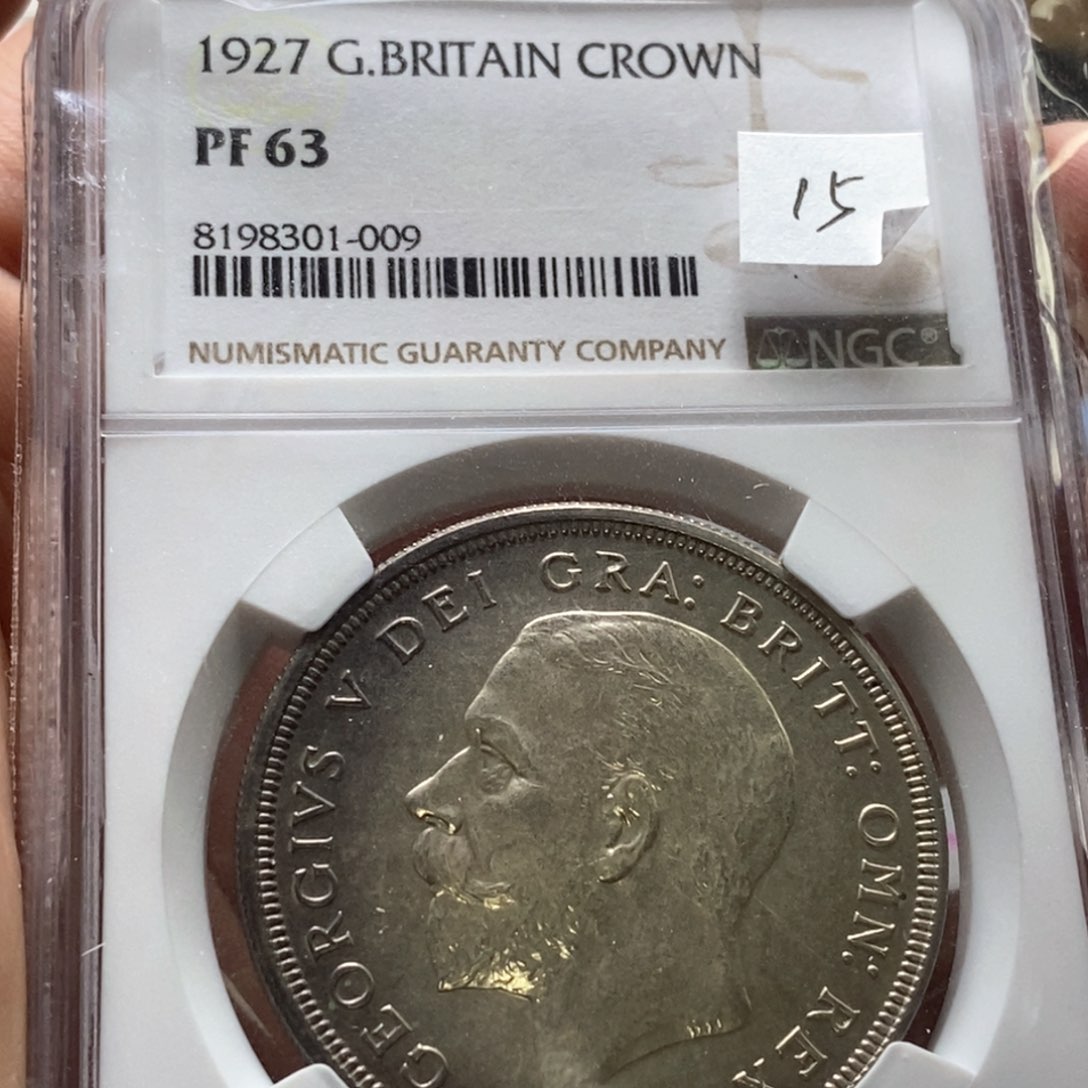 1927 G.BRITAIN CROWN
PF 63
15
8198301-009
NUMISMATIC GUARANTY COMPANY
NGC®
GEORGIVS V DEI GRA: BRITT: OMN: REX